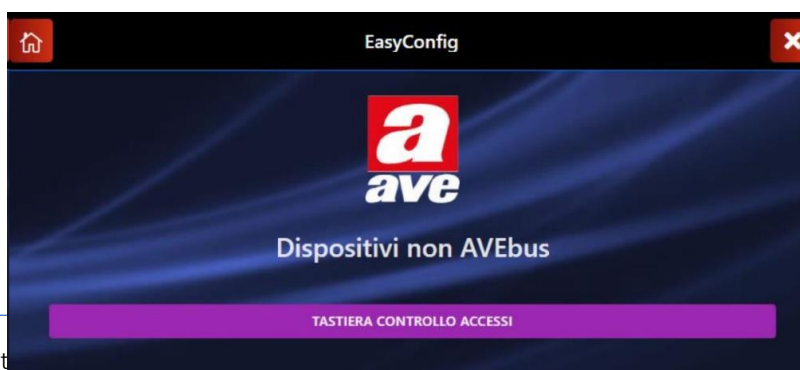 EasyConfig
a
ave
Dispositivi non AVEbus
TASTIERA CONTROLLO ACCESSI
t